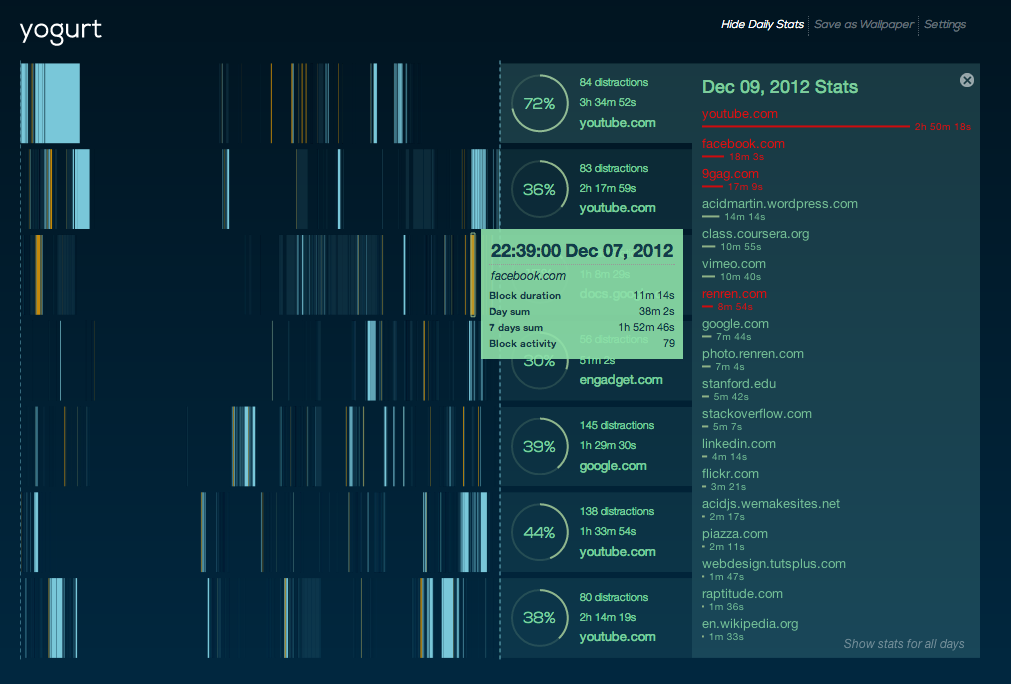 yogurt
Hide Daily Stats
Save as Wallpaper
Settings
72%
84 distractions
3h 34m 52s
youtube.com
36%
83 distractions
2h 17m 59s
youtube.com
22:39:00 Dec 07, 2012
facebook.com
Block duration 11m 14s
Day sum 38m 2s
7 days sum 1h 52m 46s
Block activity 79
1h 8m 29s
docs.goo
30%
56 distractions
51m 2s
engadget.com
39%
145 distractions
1h 29m 30s
google.com
44%
138 distractions
1h 33m 54s
youtube.com
38%
80 distractions
2h 14m 19s
youtube.com
Dec 09, 2012 Stats
youtube.com
2h 50m 18s
facebook.com
18m 3s
9gag.com
17m 9s
acidmartin.wordpress.com
14m 14s
class.coursera.org
10m 55s
vimeo.com
10m 40s
renren.com
8m 54s
google.com
7m 44s
photo.renren.com
7m 4s
stanford.edu
5m 42s
stackoverflow.com
5m 7s
linkedin.com
4m 14s
flickr.com
3m 21s
acidjs.wemakesites.net
2m 17s
piazza.com
2m 11s
webdesign.tutsplus.com
1m 47s
raptitude.com
1m 36s
en.wikipedia.org
1m 33s
Show stats for all days